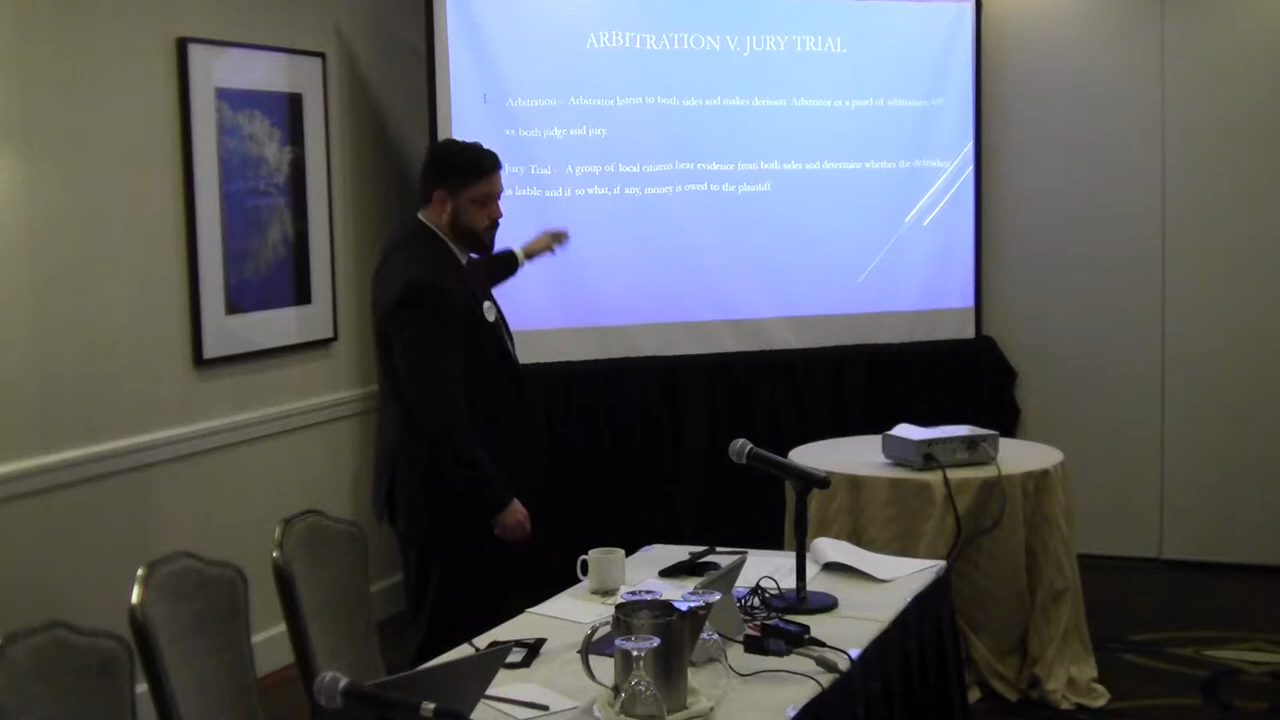 ARBITRATION V. JURY TRIAL
1. Arbitration - Arbitrator listens to both sides and makes decision. Arbitrator or a panel of arbitrators
as both judge and jury.
Jury Trial - A group of local citizens hear evidence from both sides and determine whether the defendant
is liable and if so what, if any, money is owed to the plaintiff.